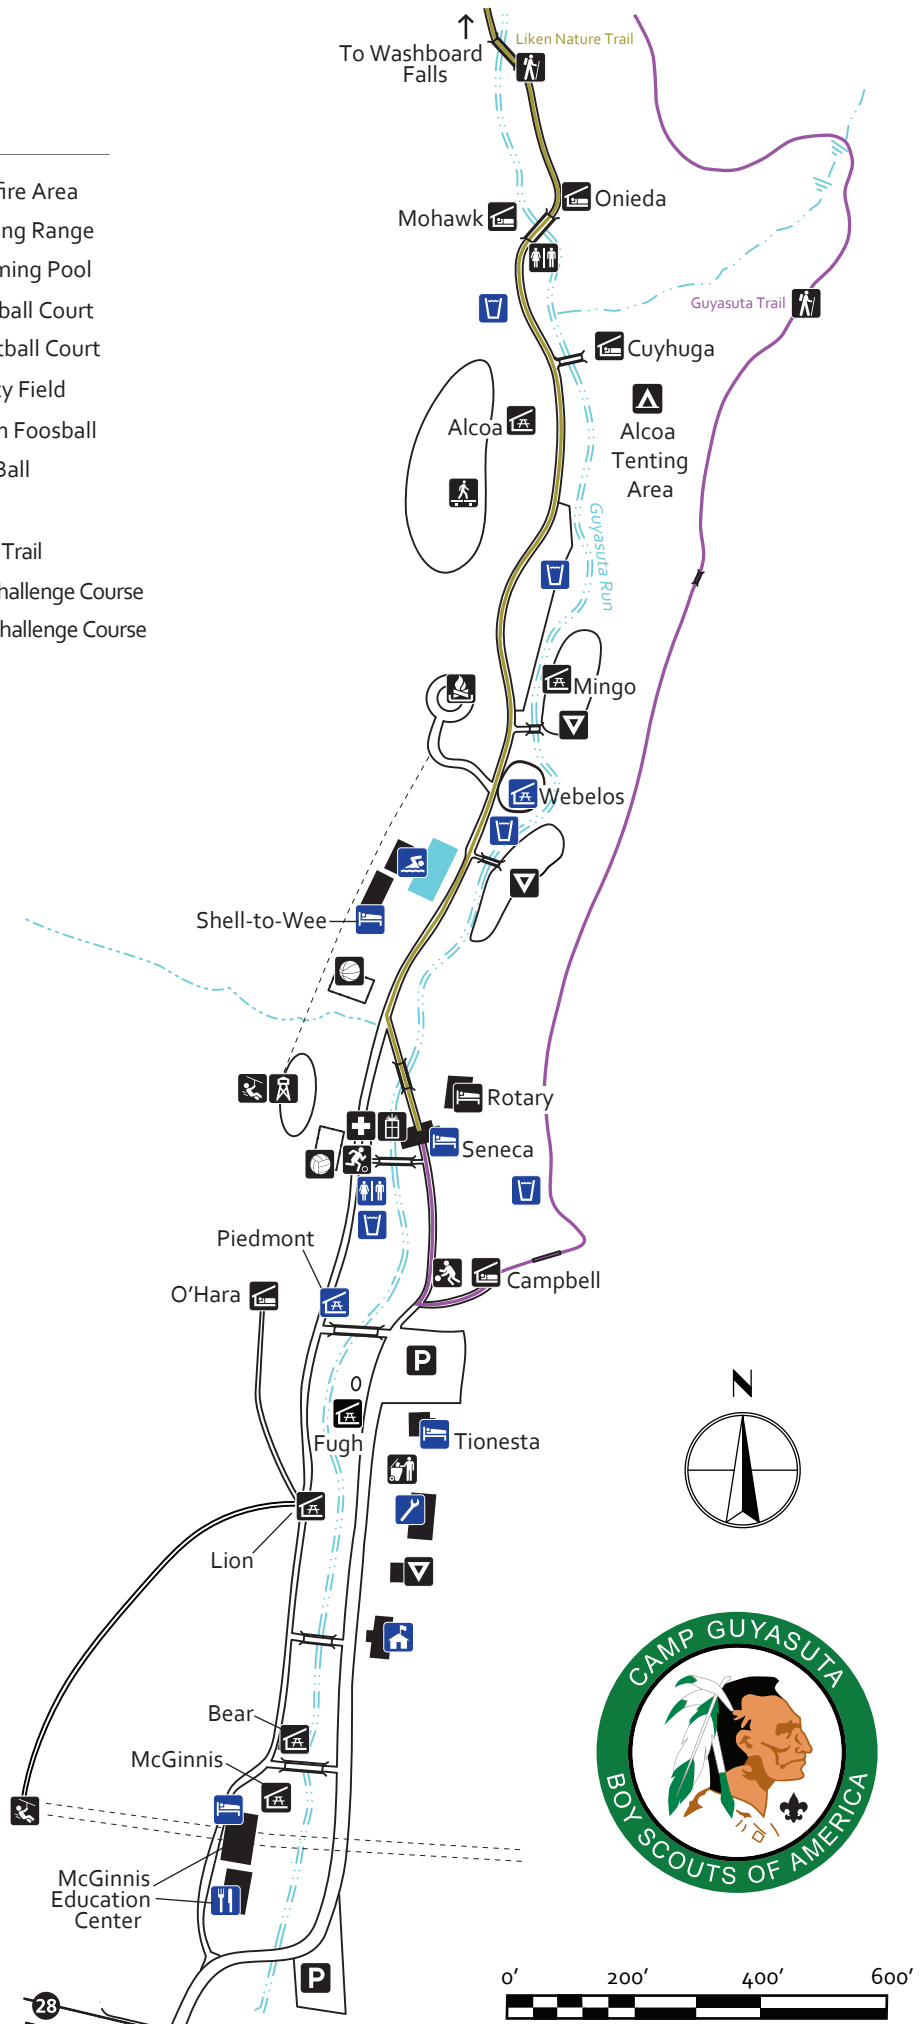 ↑
To Washboard
Falls
Liken Nature Trail
fire Area
ng Range
ming Pool
ball Court
tball Court
y Field
n Foosball
Ball
Trail
hallenge Course
hallenge Course
Onieda
Mohawk
Guyasuta Trail
Cuyhuga
Alcoa
Alcoa
Tenting
Area
Guyasuta Run
Mingo
Webelos
Shell-to-Wee
Rotary
Seneca
Piedmont
O'Hara
Campbell
P
Fugh
Tionesta
N
Lion
CAMP GUYASUTA
BOY SCOUTS OF AMERICA
Bear
McGinnis
McGinnis
Education
Center
P
28
0' 200' 400' 600'